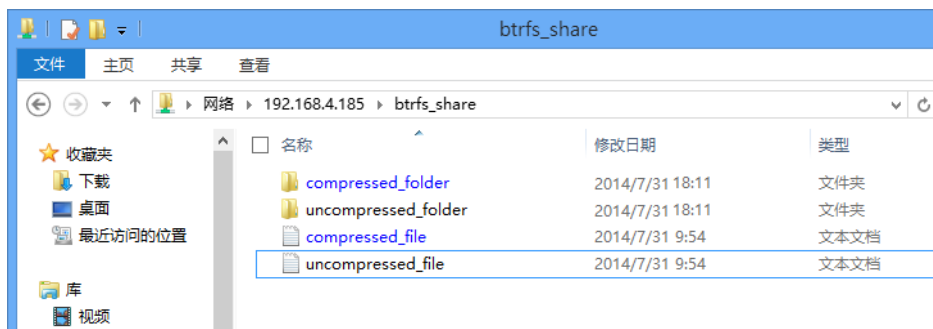 btrfs_share
文件 主页 共享 查看
网络 192.168.4.185 btrfs_share
名称 修改日期 类型
收藏夹
下载
桌面
最近访问的位置
库
视频
compressed_folder 2014/7/31 18:11 文件夹
uncompressed_folder 2014/7/31 18:11 文件夹
compressed_file 2014/7/31 9:54 文本文档
uncompressed_file 2014/7/31 9:54 文本文档